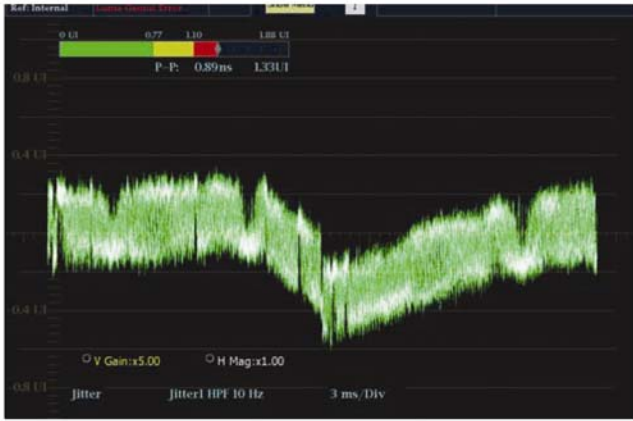 Ref: Internal
Show Menu
0 UI 0.77 1.10 1.88 UI
P-P: 0.89ns 1.33UI
0.8 UI
0.4 UI
0.4 UI
V Gain:x5.00 H Mag:x1.00
0.8 UI
Jitter Jitter1 HPF 10 Hz 3 ms/Div